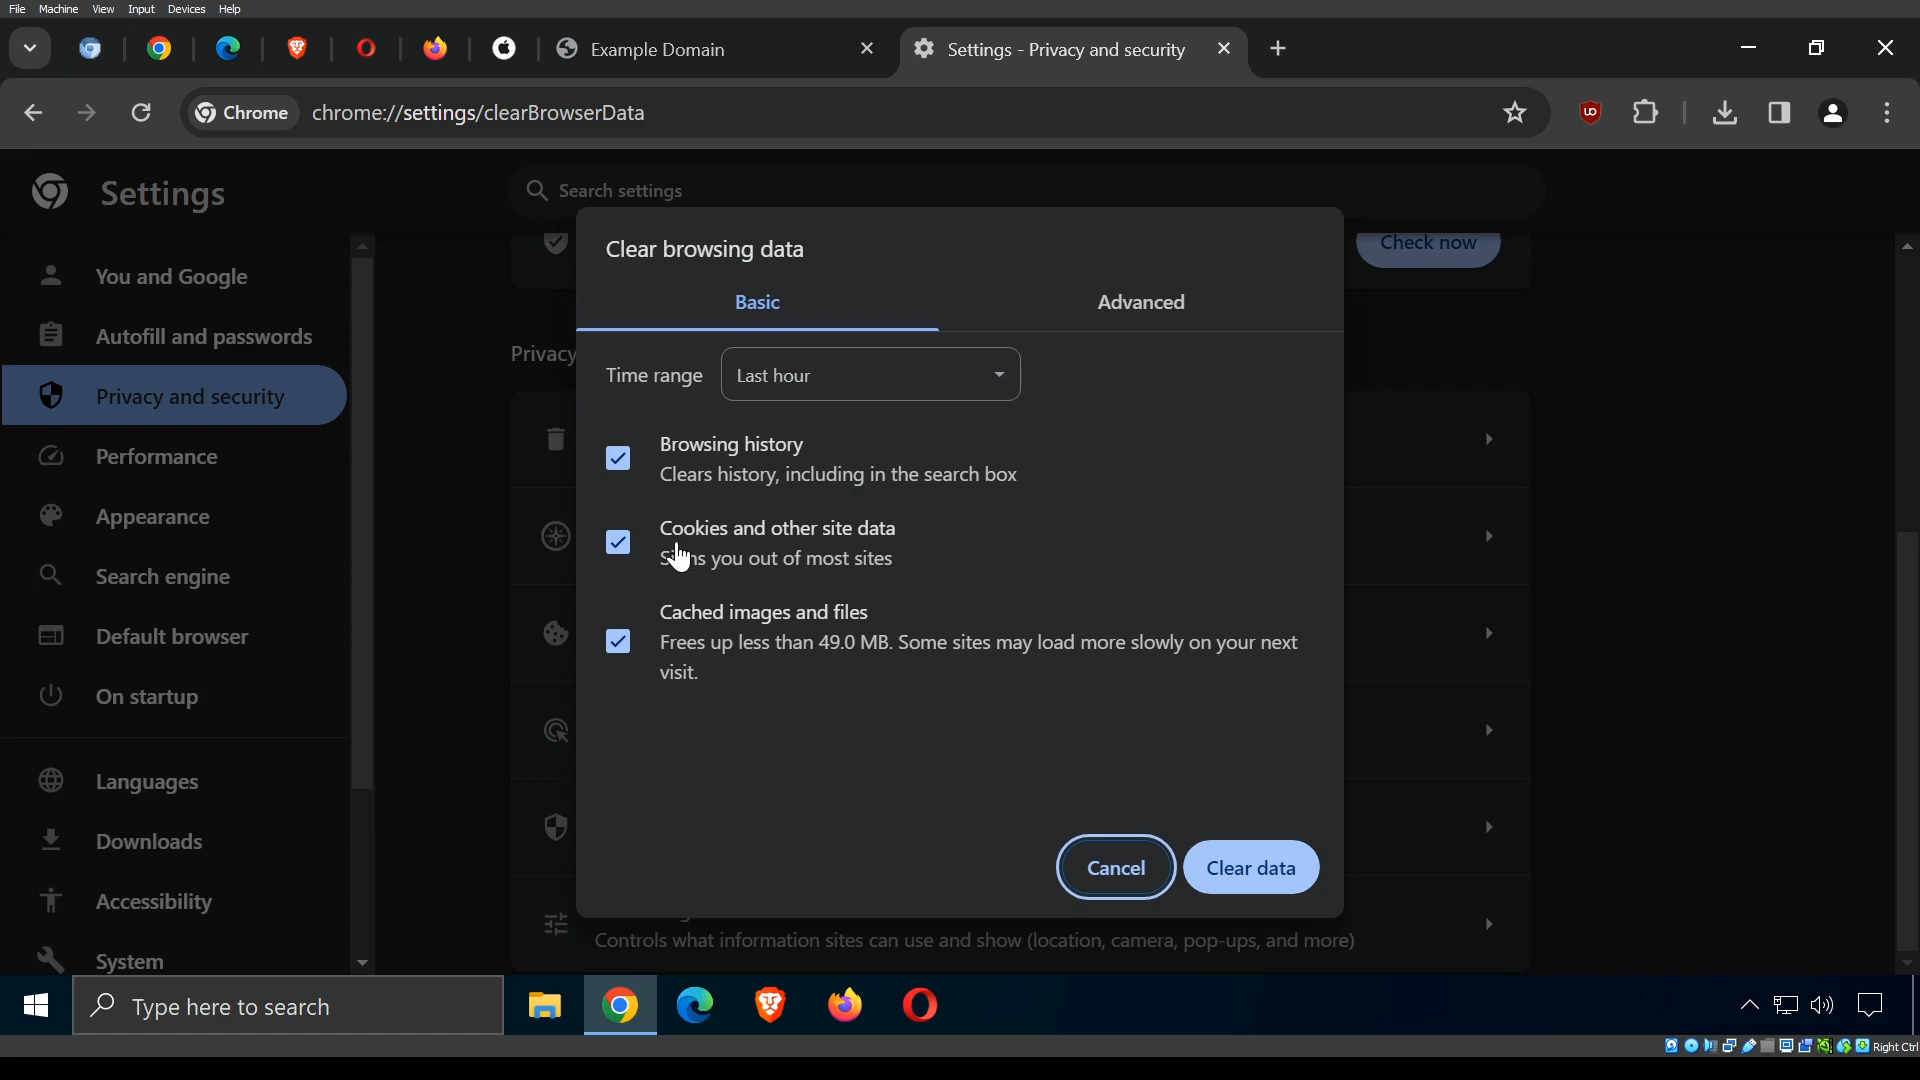 File Machine View Input Devices Help
Example Domain
Settings - Privacy and security
Chrome chrome://settings/clearBrowserData
Settings
Search settings
Clear browsing data
Check now
Basic Advanced
You and Google
Autofill and passwords
Privacy and security
Performance
Appearance
Search engine
Default browser
On startup
Languages
Downloads
Accessibility
System
Privacy
Time range Last hour
Browsing history
Clears history, including in the search box
Cookies and other site data
you out of most sites
Cached images and files
Frees up less than 49.0 MB. Some sites may load more slowly on your next
visit.
Cancel Clear data
Controls what information sites can use and show (location, camera, pop-ups, and more)
Type here to search
Right Ctrl